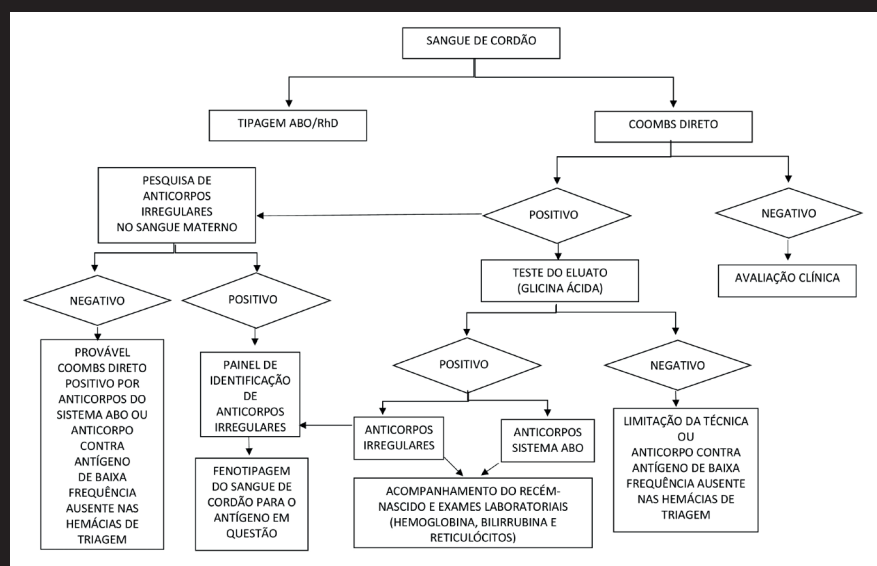 SANGUE DE CORDÃO
TIPAGEM ABO/RhD
COOMBS DIRETO
PESQUISA DE
ANTICORPOS
IRREGULARES
NO SANGUE MATERNO
POSITIVO
NEGATIVO
TESTE DO ELUATO
(GLICINA ÁCIDA)
AVALIAÇÃO CLÍNICA
NEGATIVO
POSITIVO
PROVÁVEL
COOMBS DIRETO
POSITIVO POR
ANTICORPOS DO
SISTEMA ABO OU
ANTICORPO
CONTRA
ANTÍGENO
DE BAIXA
FREQUÊNCIA
AUSENTE NAS
HEMÁCIAS DE
TRIAGEM
PAINEL DE
IDENTIFICAÇÃO
DE
ANTICORPOS
IRREGULARES
FENOTIPAGEM
DO SANGUE DE
CORDÃO PARA O
ANTÍGENO EM
QUESTÃO
POSITIVO
NEGATIVO
ANTICORPOS
IRREGULARES
ANTICORPOS
SISTEMA ABO
ACOMPANHAMENTO DO RECÉM-
NASCIDO E EXAMES LABORATORIAIS
(HEMOGLOBINA, BILIRRUBINA E
RETICULÓCITOS)
LIMITAÇÃO DA TÉCNICA
OU
ANTICORPO CONTRA
ANTÍGENO DE BAIXA
FREQUÊNCIA AUSENTE
NAS HEMÁCIAS DE
TRIAGEM